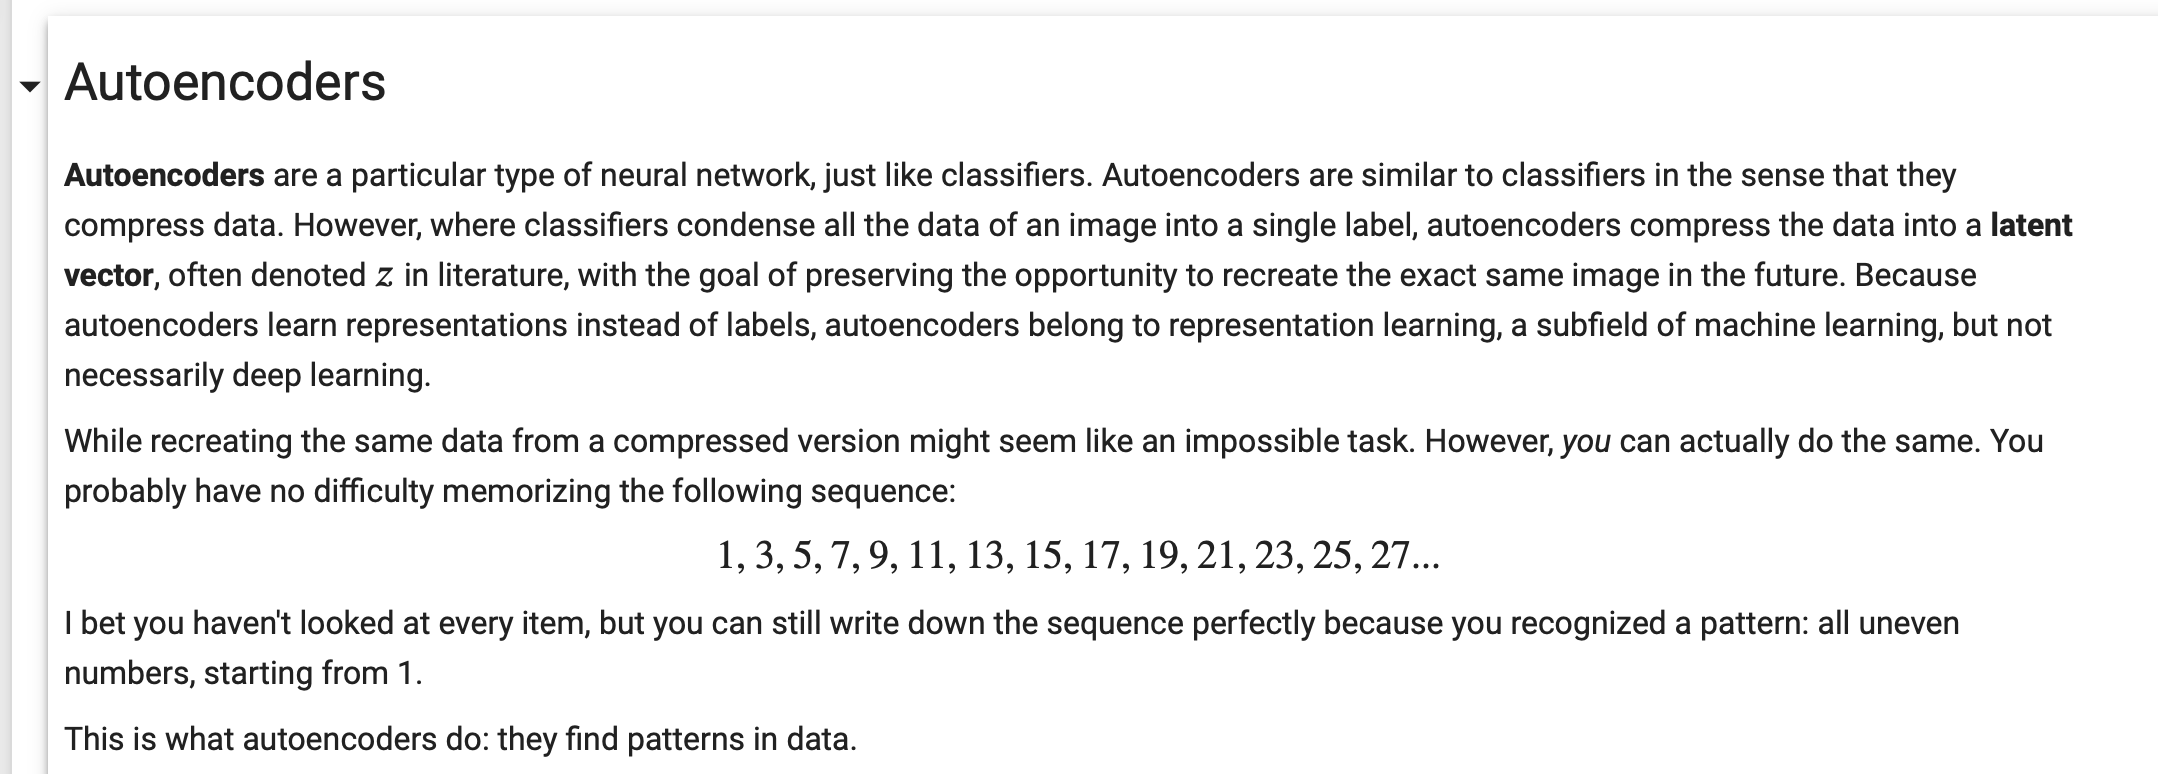 Autoencoders
Autoencoders are a particular type of neural network, just like classifiers. Autoencoders are similar to classifiers in the sense that they
compress data. However, where classifiers condense all the data of an image into a single label, autoencoders compress the data into a latent
vector, often denoted z in literature, with the goal of preserving the opportunity to recreate the exact same image in the future. Because
autoencoders learn representations instead of labels, autoencoders belong to representation learning, a subfield of machine learning, but not
necessarily deep learning.
While recreating the same data from a compressed version might seem like an impossible task. However, you can actually do the same. You
probably have no difficulty memorizing the following sequence:
1, 3, 5, 7, 9, 11, 13, 15, 17, 19, 21, 23, 25, 27...
I bet you haven't looked at every item, but you can still write down the sequence perfectly because you recognized a pattern: all uneven
numbers, starting from 1.
This is what autoencoders do: they find patterns in data.